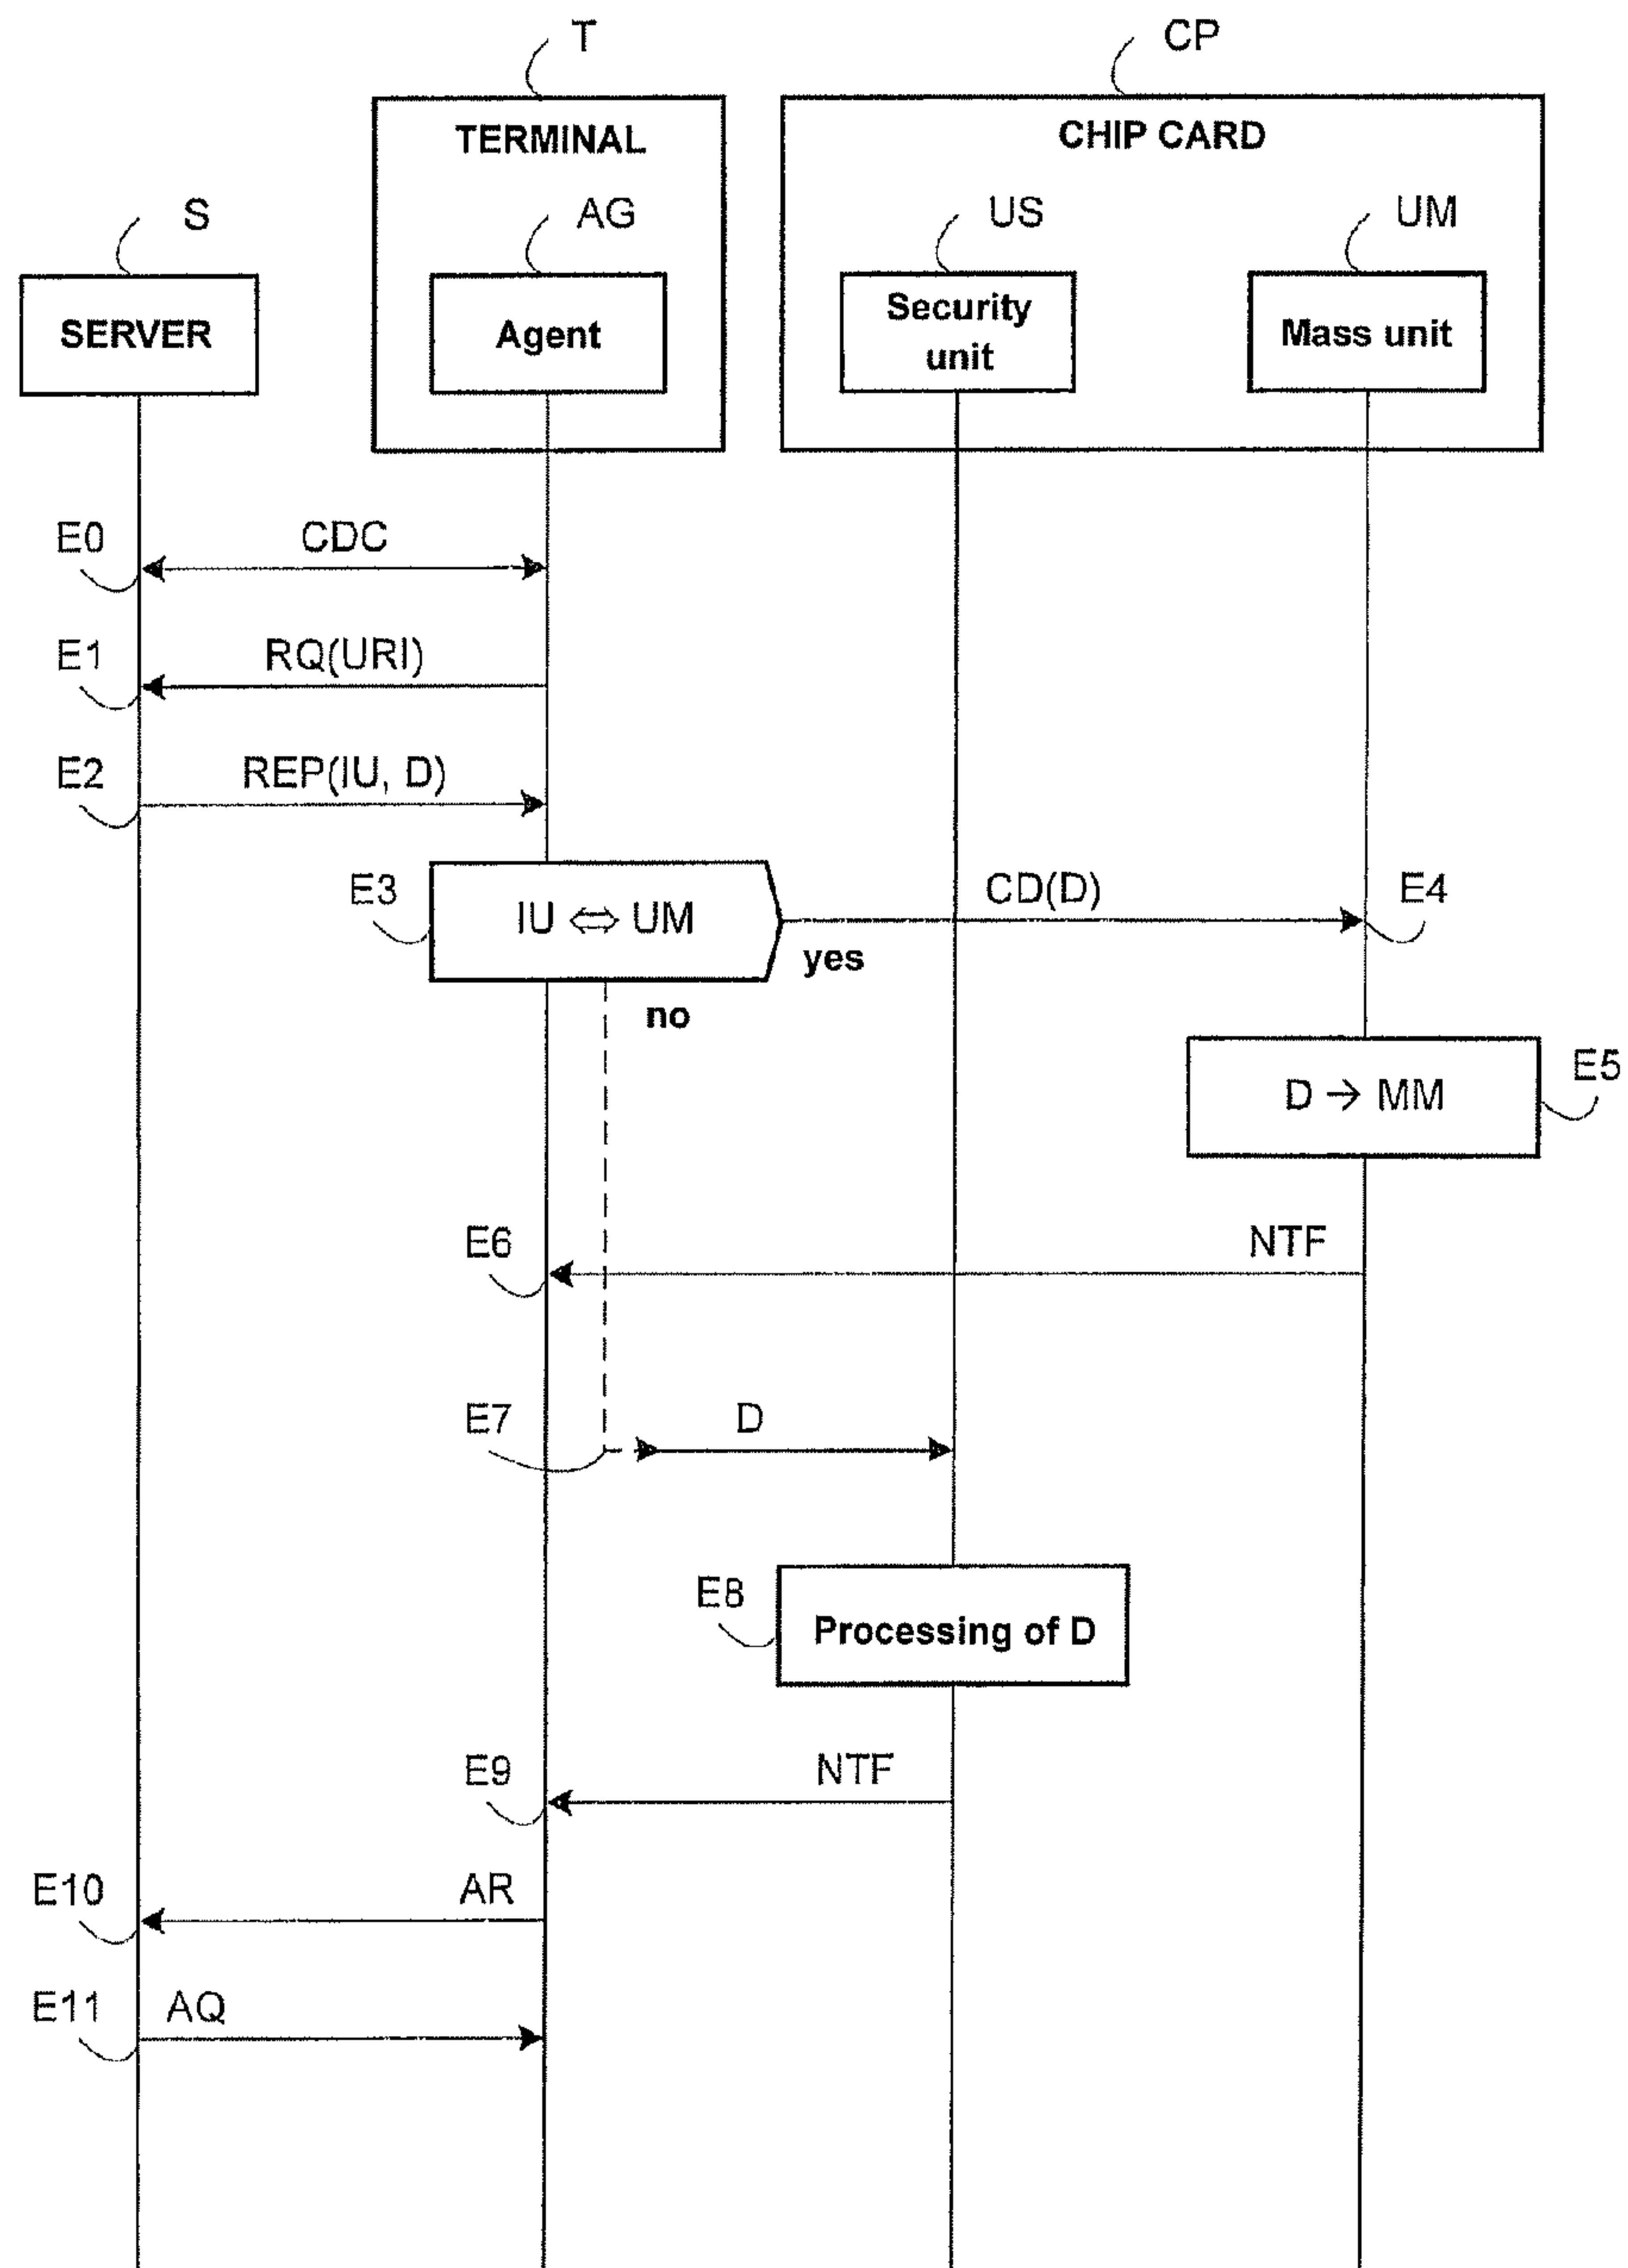 T
CP
TERMINAL
CHIP CARD
S
AG
US
UM
SERVER
Agent
Security
unit
Mass unit
E0
CDC
E1
RQ(URI)
E2
REP(IU, D)
E3
IU ⇔ UM
CD(D)
E4
yes
no
D → MM
E5
E6
NTF
E7
D
E8
Processing of D
E9
NTF
E10
AR
E11
AQ